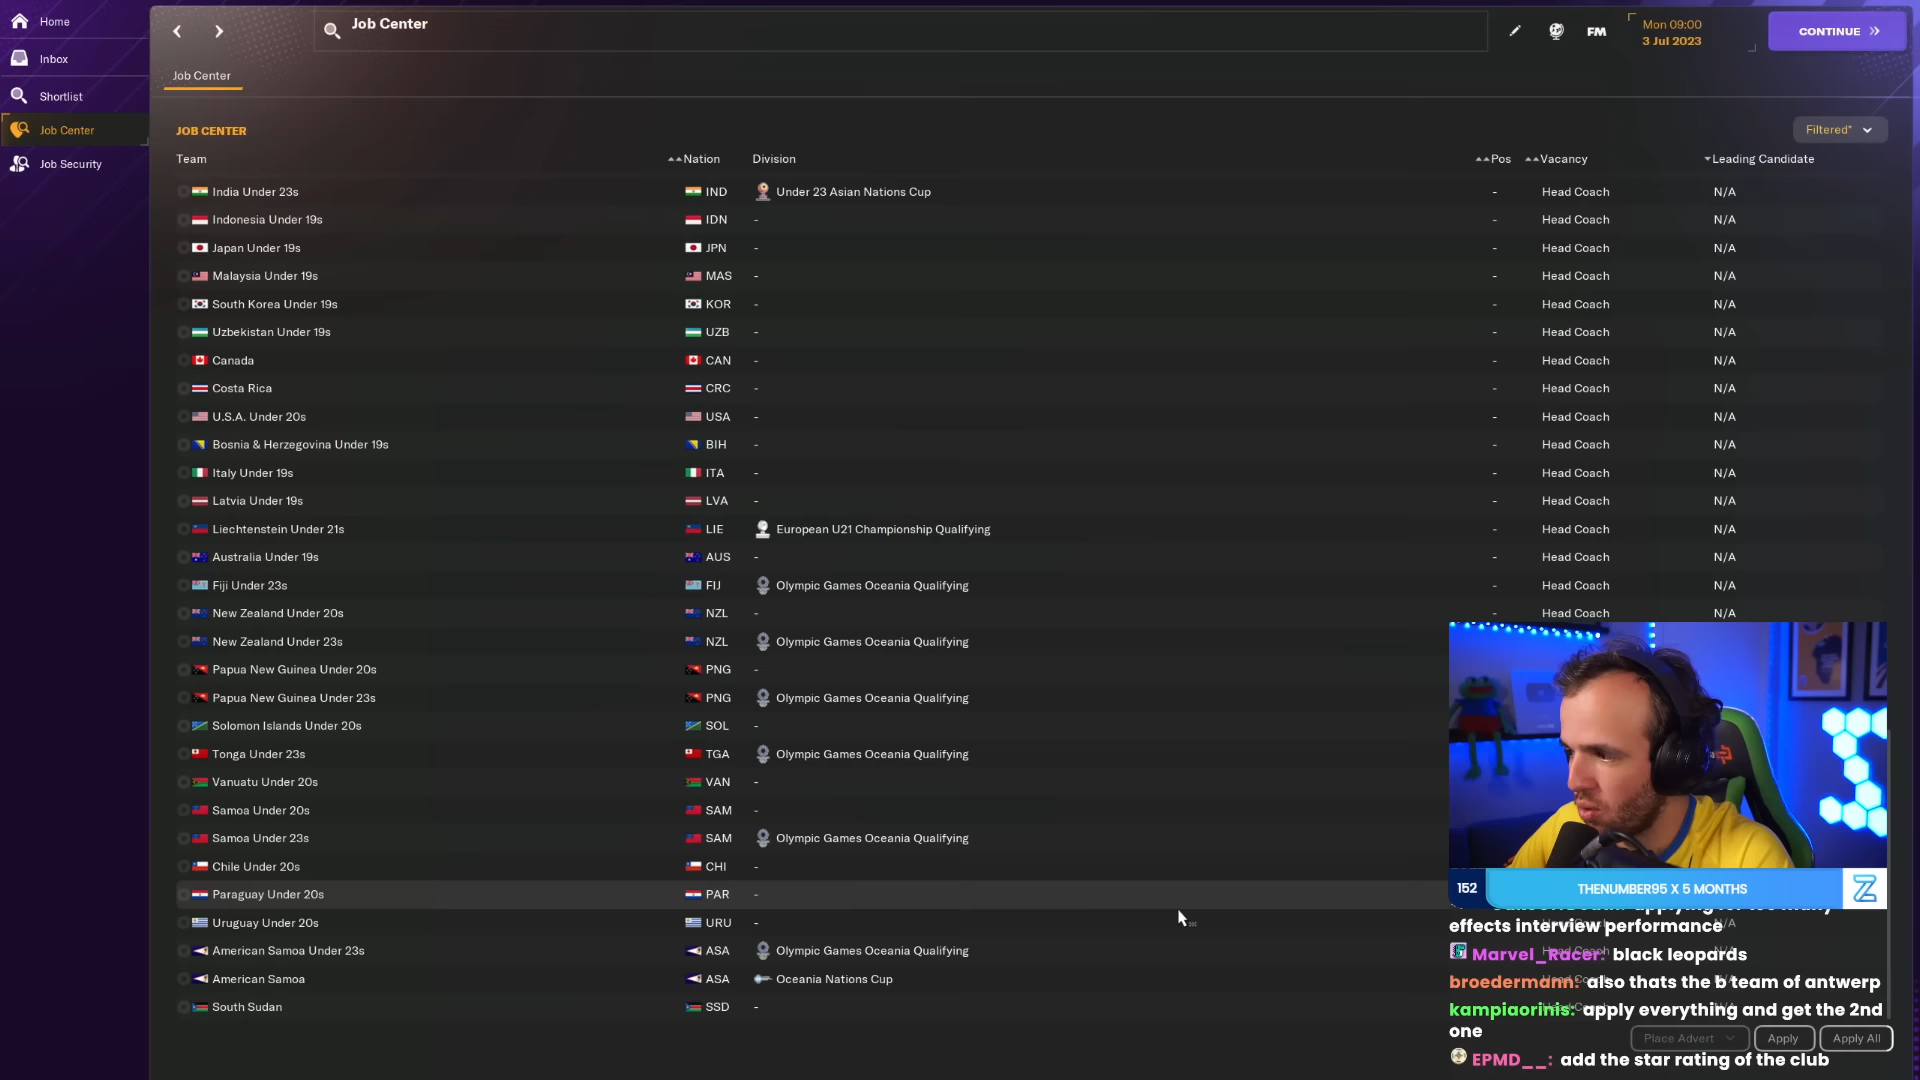 Home
Inbox
Shortlist
Job Center
Job Security
Job Center
FM
Mon 09:00
3 Jul 2023
CONTINUE
Job Center
JOB CENTER
Filtered*
Team Nation Division Pos Vacancy Leading Candidate
India Under 23s IND Under 23 Asian Nations Cup - Head Coach N/A
Indonesia Under 19s IDN - - Head Coach N/A
Japan Under 19s JPN - - Head Coach N/A
Malaysia Under 19s MAS - - Head Coach N/A
South Korea Under 19s KOR - - Head Coach N/A
Uzbekistan Under 19s UZB - - Head Coach N/A
Canada CAN - - Head Coach N/A
Costa Rica CRC - - Head Coach N/A
U.S.A. Under 20s USA - - Head Coach N/A
Bosnia & Herzegovina Under 19s BIH - - Head Coach N/A
Italy Under 19s ITA - - Head Coach N/A
Latvia Under 19s LVA - - Head Coach N/A
Liechtenstein Under 21s LIE European U21 Championship Qualifying - Head Coach N/A
Australia Under 19s AUS - - Head Coach N/A
Fiji Under 23s FIJ Olympic Games Oceania Qualifying - Head Coach N/A
New Zealand Under 20s NZL - - Head Coach N/A
New Zealand Under 23s NZL Olympic Games Oceania Qualifying
Papua New Guinea Under 20s PNG -
Papua New Guinea Under 23s PNG Olympic Games Oceania Qualifying
Solomon Islands Under 20s SOL -
Tonga Under 23s TGA Olympic Games Oceania Qualifying
Vanuatu Under 20s VAN -
Samoa Under 20s SAM -
Samoa Under 23s SAM Olympic Games Oceania Qualifying
Chile Under 20s CHI -
Paraguay Under 20s PAR -
Uruguay Under 20s URU -
American Samoa Under 23s ASA Olympic Games Oceania Qualifying
American Samoa ASA Oceania Nations Cup
South Sudan SSD -
152 THENUMBER95 X 5 MONTHS
effects interview performance
Marvel_Racer: black leopards
broedermann: also thats the b team of antwerp
kampiaorinis: apply everything and get the 2nd
one
Place Advert Apply Apply All
EPMD__: add the star rating of the club